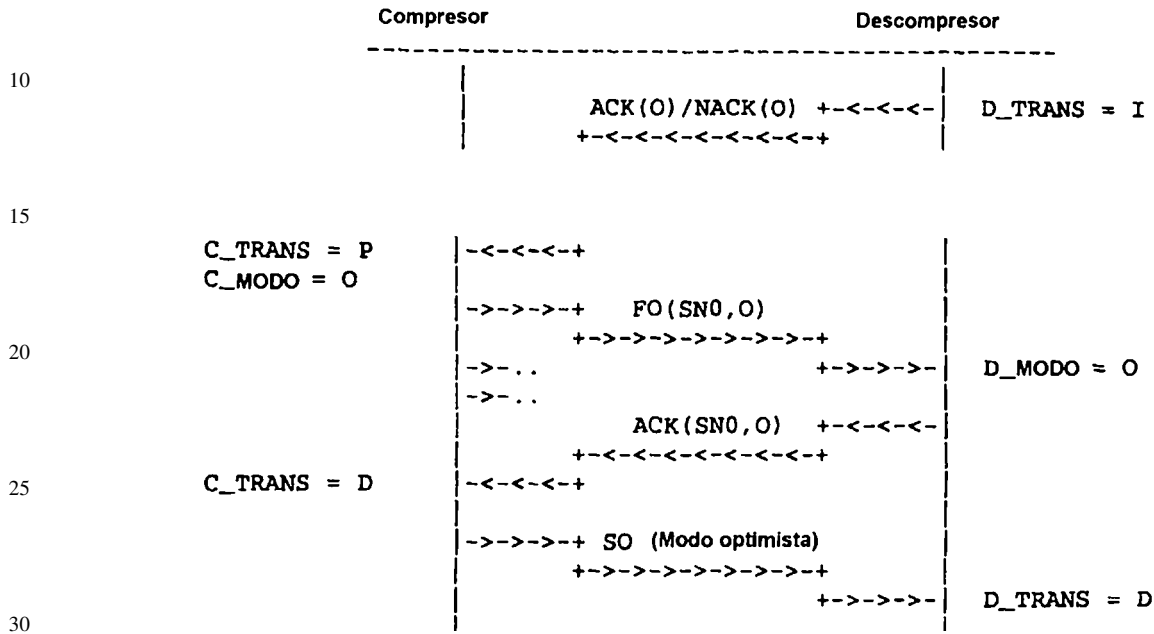 Compresor Descompresor
-------------------------------------------------
10
| | ACK(O)/NACK(O) +-<-<-<-| D_TRANS = I
| +-<-<-<-<-<-<-<-+ |
15
C_TRANS = P |-<-<-<-+ |
C_MODO = O | |
|->->->-+ FO(SN0,O) |
| +->->->->->->->-+ |
20
|->-.. +->->->-| D_MODO = O
|->-.. |
| ACK(SN0,O) +-<-<-<-|
| +-<-<-<-<-<-<-<-+ |
25
C_TRANS = D |-<-<-<-+ |
|->->->-+ SO (Modo optimista) |
| +->->->->->->->-+ |
| +->->->-| D_TRANS = D
30